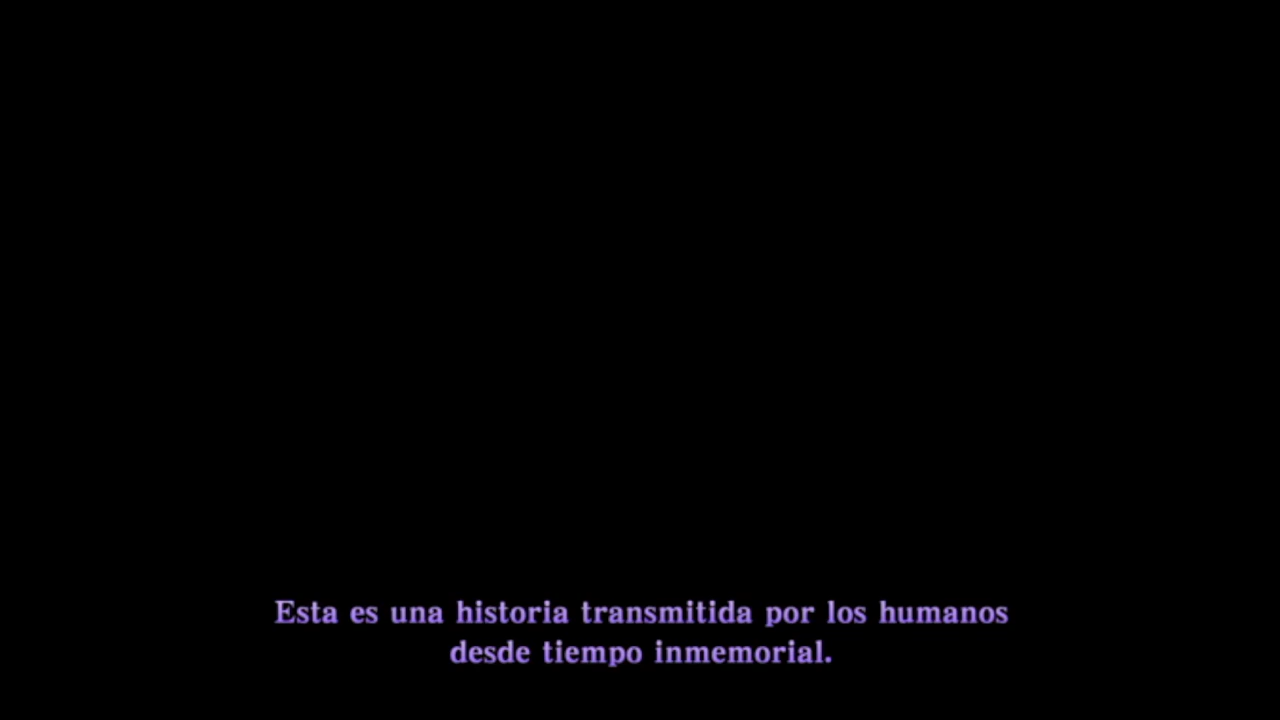 Esta es una historia transmitida por los humanos
desde tiempo inmemorial.